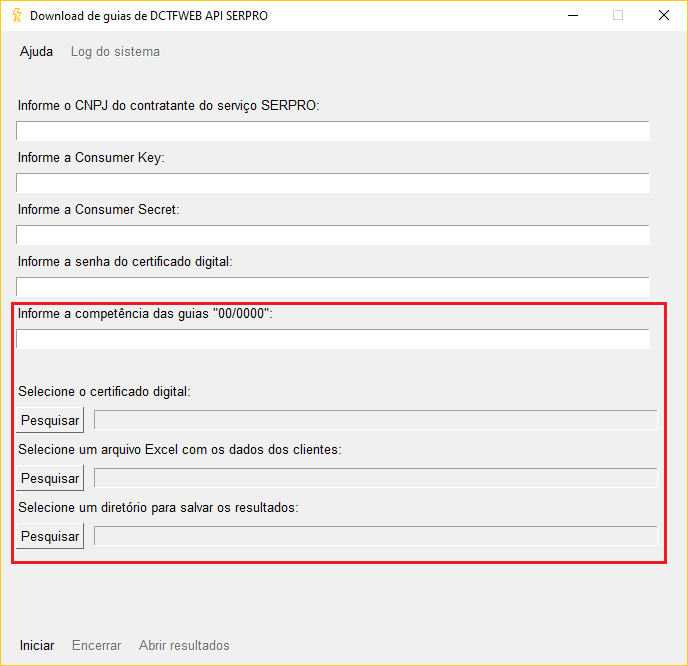 Download de guias de DCTFWEB API SERPRO
Ajuda Log do sistema
Informe o CNPJ do contratante do serviço SERPRO:
Informe a Consumer Key:
Informe a Consumer Secret:
Informe a senha do certificado digital:
Informe a competência das guias "00/0000":
Selecione o certificado digital:
Pesquisar
Selecione um arquivo Excel com os dados dos clientes:
Pesquisar
Selecione um diretório para salvar os resultados:
Pesquisar
Iniciar Encerrar Abrir resultados